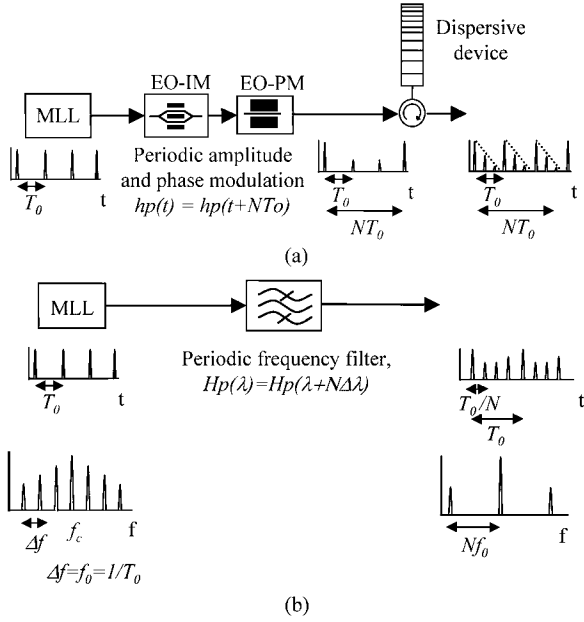 Dispersive
device
EO-IM
EO-PM
MLL
Periodic amplitude
and phase modulation
hp(t) = hp(t+NTo)
T₀
t
T₀
t
NT₀
T₀
t
NT₀
(a)
MLL
Periodic frequency filter,
Hp(λ)=Hp(λ+NΔλ)
T₀
t
T₀/N
t
T₀
Δf
f_c
f
Δf=f₀=1/T₀
Nf₀
f
(b)